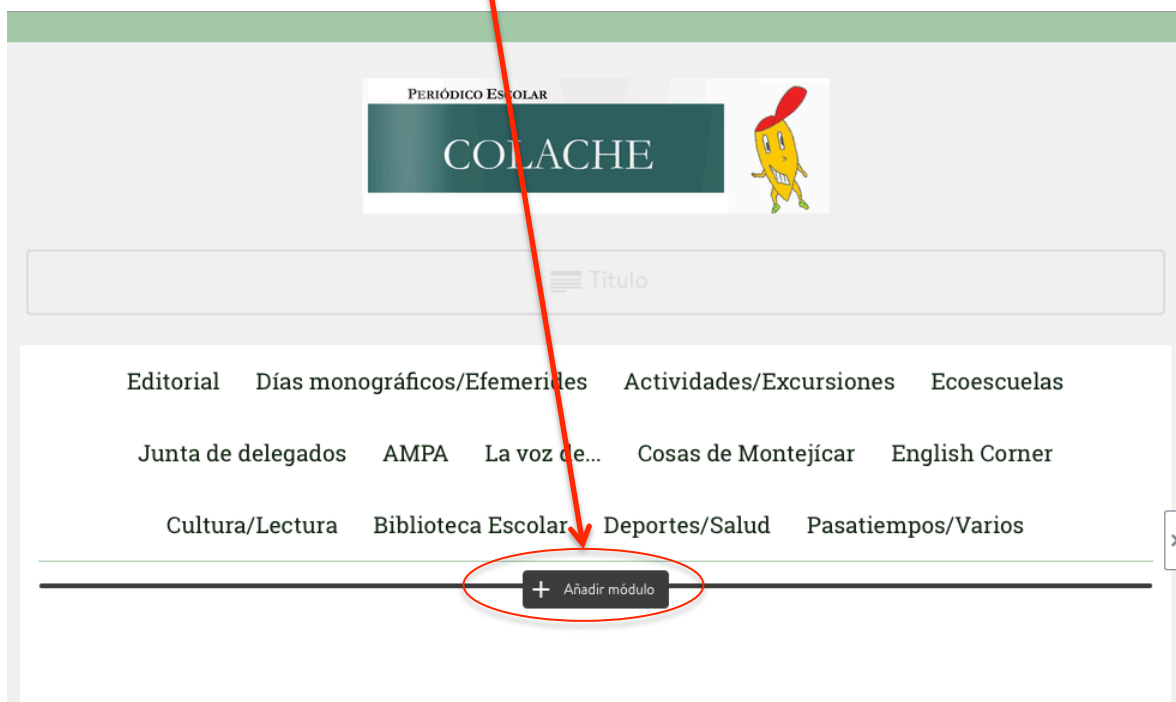 PERIÓDICO ESCOLAR
COLACHE
Título
Editorial Días monográficos/Efemerides Actividades/Excursiones Ecoescuelas
Junta de delegados AMPA La voz de... Cosas de Montejícar English Corner
Cultura/Lectura Biblioteca Escolar Deportes/Salud Pasatiempos/Varios
+ Añadir módulo